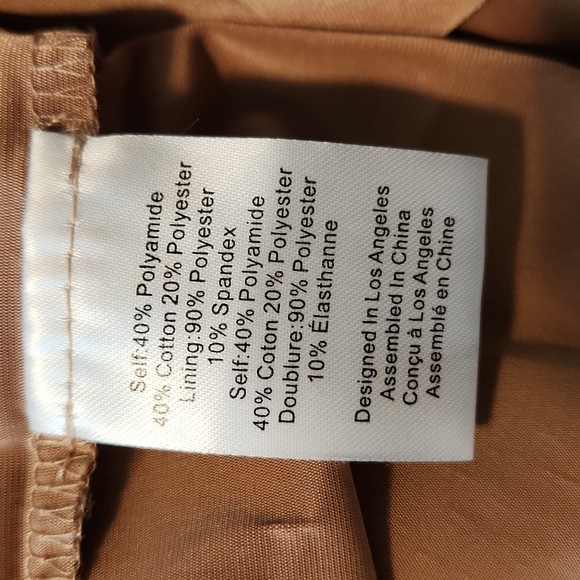 Self:40% Polyamide
40% Cotton 20% Polyester
Lining:90% Polyester
10% Spandex
Self:40% Polyamide
40% Coton 20% Polyester
Doublure:90% Polyester
10% Élasthanne
Designed In Los Angeles
Assembled In China
Conçu à Los Angeles
Assemblé en Chine